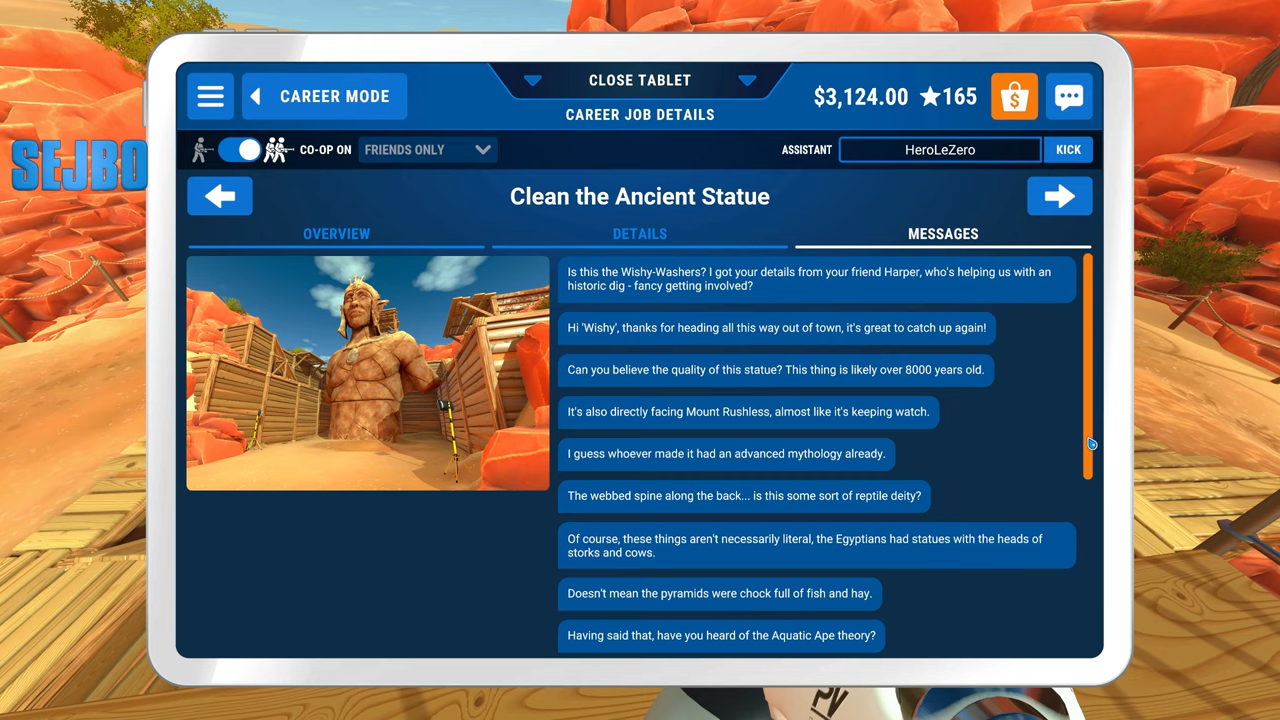 CLOSE TABLET
CAREER MODE
$3,124.00 165
CAREER JOB DETAILS
CO-OP ON FRIENDS ONLY
ASSISTANT HeroLeZero KICK
SEJBO
Clean the Ancient Statue
OVERVIEW DETAILS MESSAGES
Is this the Wishy-Washers? I got your details from your friend Harper, who's helping us with an
historic dig - fancy getting involved?
Hi 'Wishy', thanks for heading all this way out of town, it's great to catch up again!
Can you believe the quality of this statue? This thing is likely over 8000 years old.
It's also directly facing Mount Rushless, almost like it's keeping watch.
I guess whoever made it had an advanced mythology already.
The webbed spine along the back... is this some sort of reptile deity?
Of course, these things aren't necessarily literal, the Egyptians had statues with the heads of
storks and cows.
Doesn't mean the pyramids were chock full of fish and hay.
Having said that, have you heard of the Aquatic Ape theory?
PV